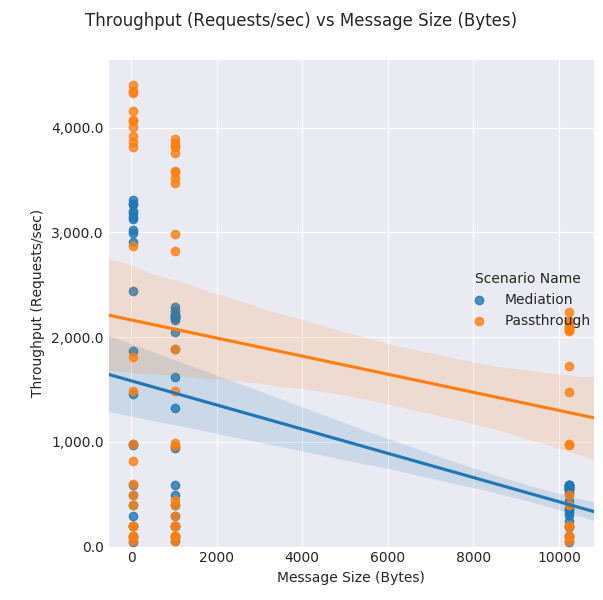 Throughput (Requests/sec) vs Message Size (Bytes)
Throughput (Requests/sec)
4,000.0
3,000.0
2,000.0
1,000.0
0.0
Scenario Name
Mediation
Passthrough
0 2000 4000 6000 8000 10000
Message Size (Bytes)